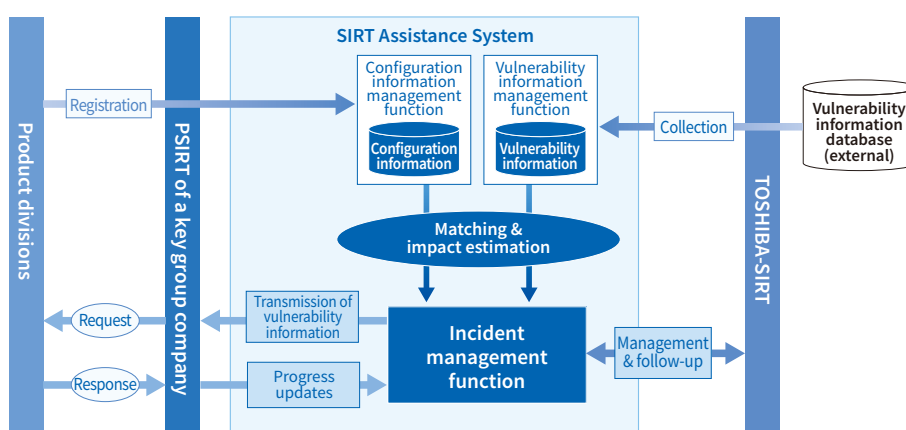 SIRT Assistance System
Configuration
information
management
function
Configuration
information
Vulnerability
information
management
function
Vulnerability
information
Registration
Collection
Vulnerability
information
database
(external)
Product divisions
PSIRT of a key group company
TOSHIBA-SIRT
Matching &
impact estimation
Request
Transmission of
vulnerability
information
Incident
management
function
Management
& follow-up
Response
Progress
updates